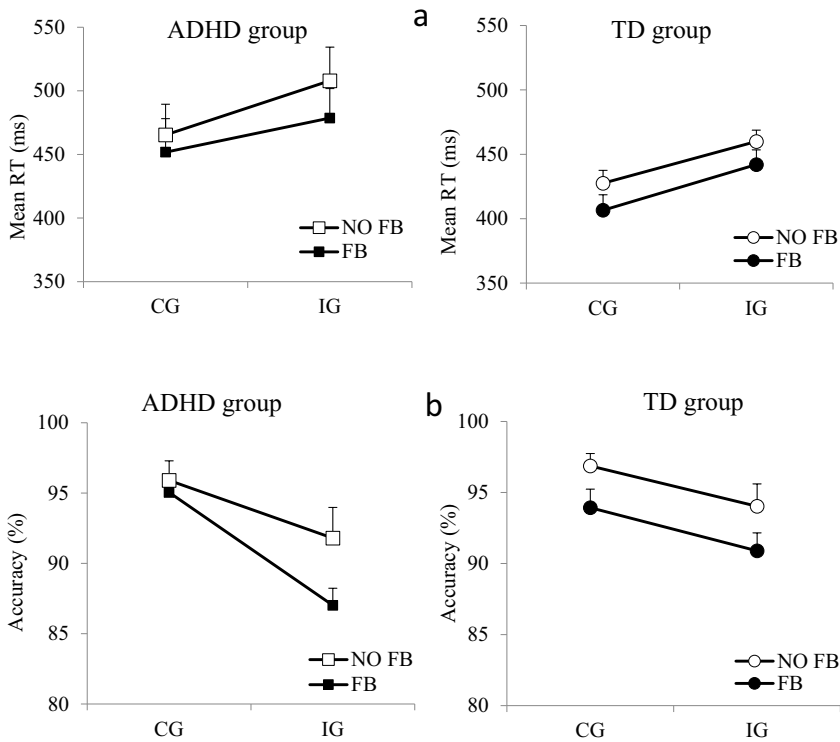 a
ADHD group
TD group
Mean RT (ms)
550
500
450
400
350
NO FB
FB
CG
IG
Mean RT (ms)
550
500
450
400
350
NO FB
FB
CG
IG
b
ADHD group
TD group
Accuracy (%)
100
95
90
85
80
NO FB
FB
CG
IG
Accuracy (%)
100
95
90
85
80
NO FB
FB
CG
IG